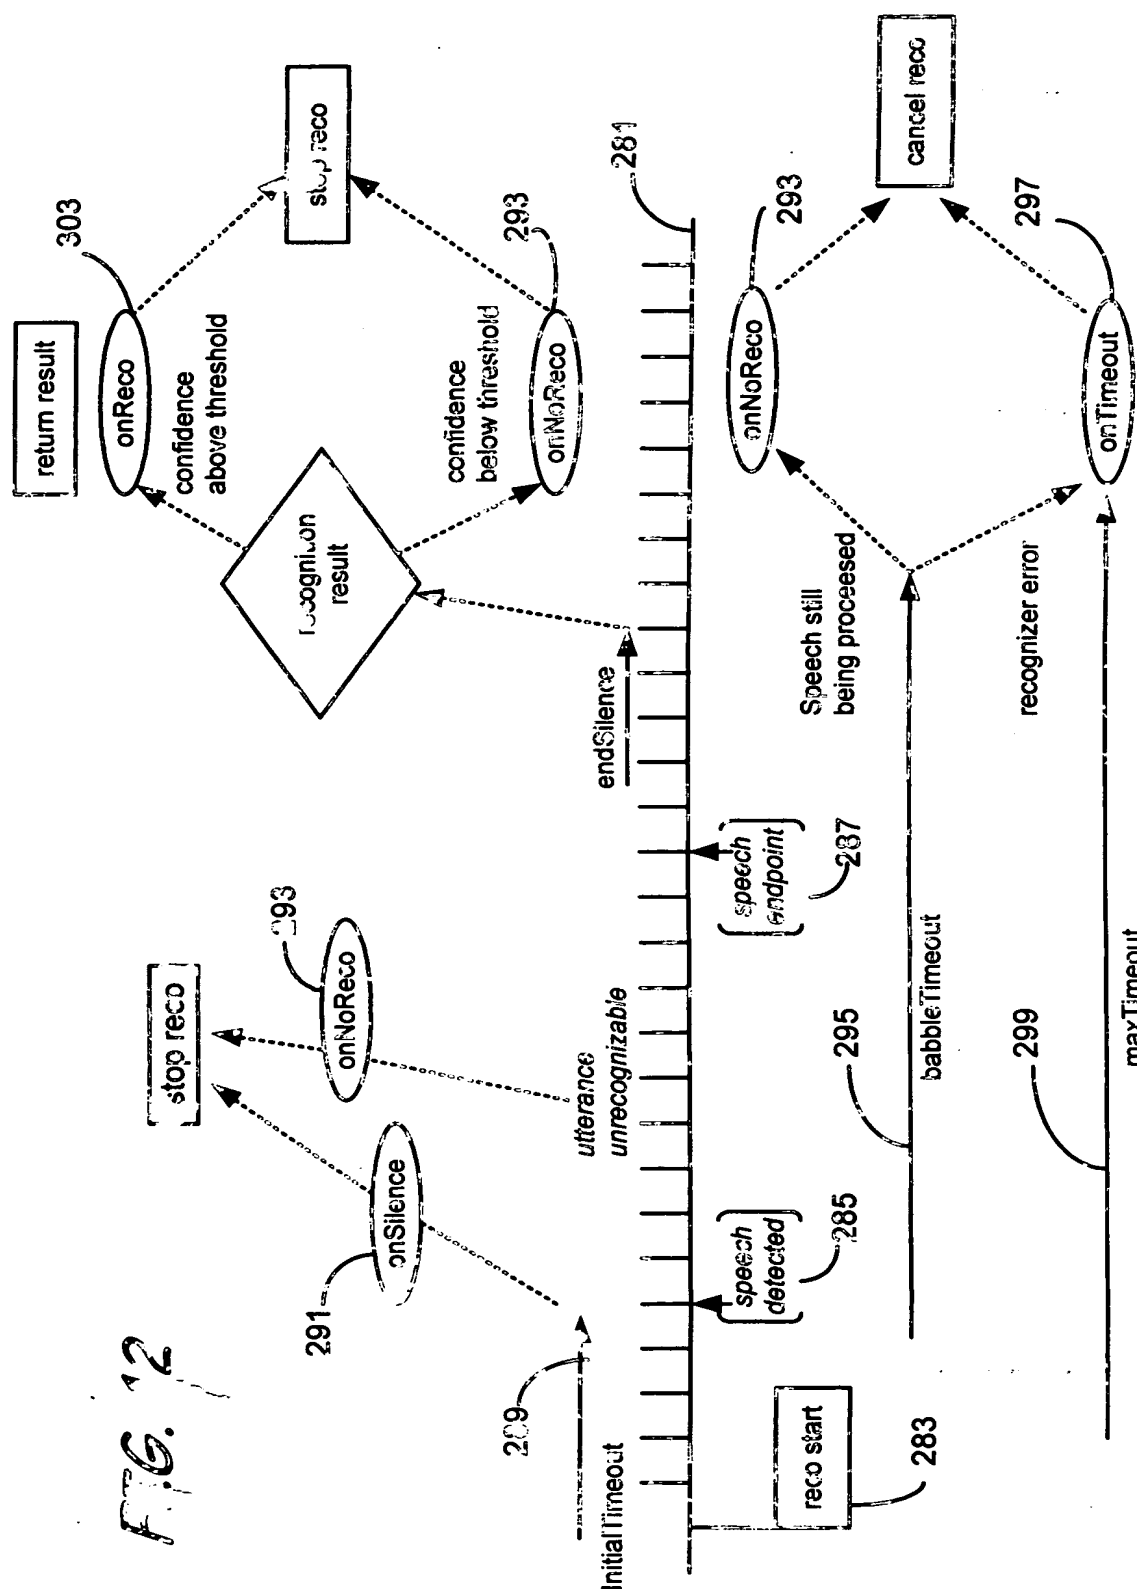 FIG. 12
return result
303
onReco
confidence
above threshold
stop reco
recognition
result
confidence
below threshold
onNoReco
293
stop reco
293
onNoReco
onSilence
291
utterance
unrecognizable
endSilence
InitialTimeout
289
281
reco start
283
speech
detected
285
speech
endpoint
287
onNoReco
293
cancel reco
Speech still
being proceesed
295
babbleTimeout
recognizer error
onTimeout
297
299
maxTimeout